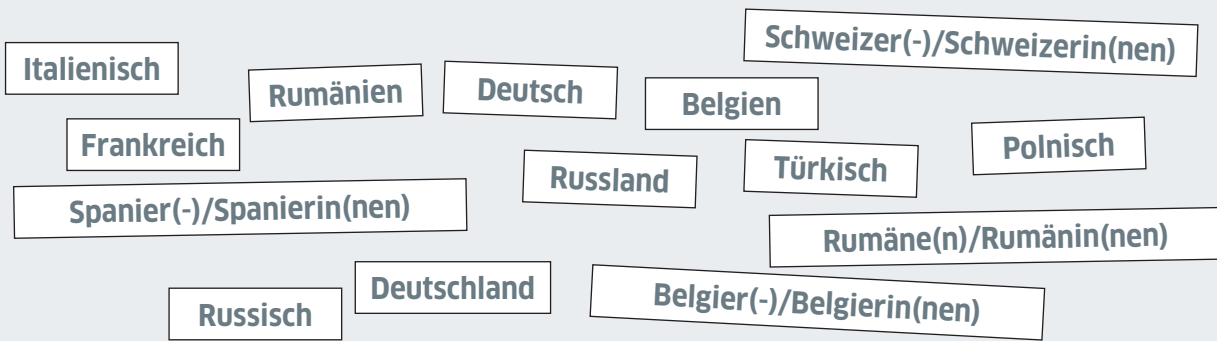 Schweizer(-)/Schweizerin(nen)
Italienisch
Rumänien
Deutsch
Belgien
Frankreich
Polnisch
Russland
Türkisch
Spanier(-)/Spanierin(nen)
Rumäne(n)/Rumänin(nen)
Deutschland
Belgier(-)/Belgierin(nen)
Russisch